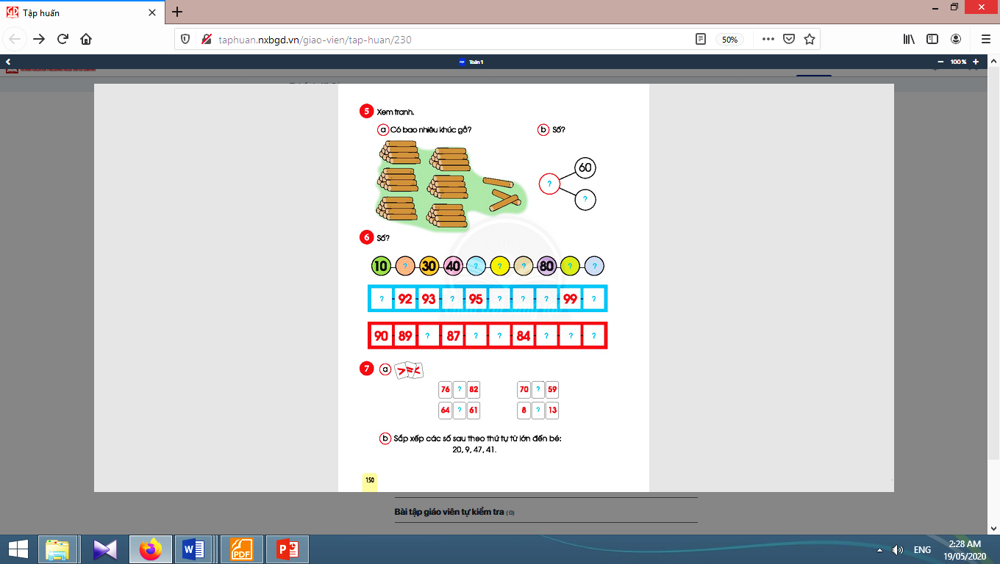 Tập huấn
taphuan.nxbgd.vn/giao-vien/tap-huan/230
50%
PDF Toán 1
100 %
5 Xem tranh.
a Có bao nhiêu khúc gỗ?
b Số?
60
?
?
6 Số?
10 ? 30 40 ? ? ? 80 ? ?
? 92 93 ? 95 ? ? ? 99 ?
90 89 ? 87 ? ? 84 ? ? ?
7 a > = <
76 ? 82 70 ? 59
64 ? 61 8 ? 13
b Sắp xếp các số sau theo thứ tự từ lớn đến bé:
20, 9, 47, 41.
150
Bài tập giáo viên tự kiểm tra (0)
PDF
ENG
2:28 AM
19/05/2020